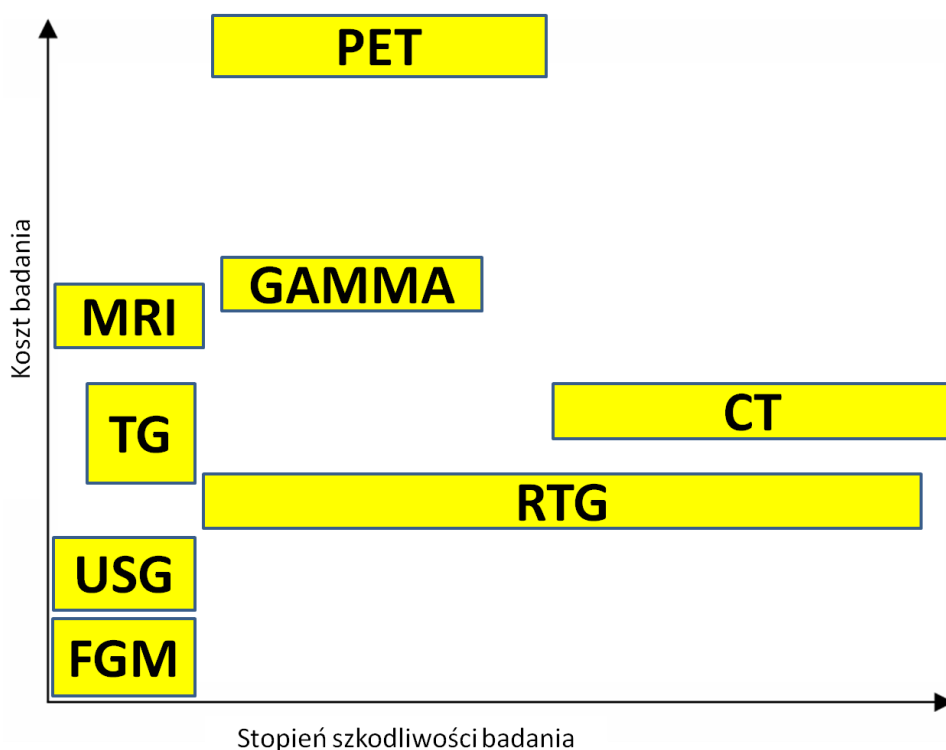 PET
Koszt badania
GAMMA
MRI
CT
TG
RTG
USG
FGM
Stopień szkodliwości badania